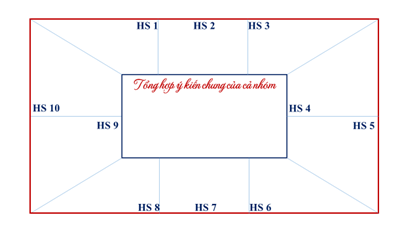 HS 1 HS 2 HS 3
Tổng hợp ý kiến chung của cả nhóm
HS 10 HS 4
HS 9 HS 5
HS 8 HS 7 HS 6